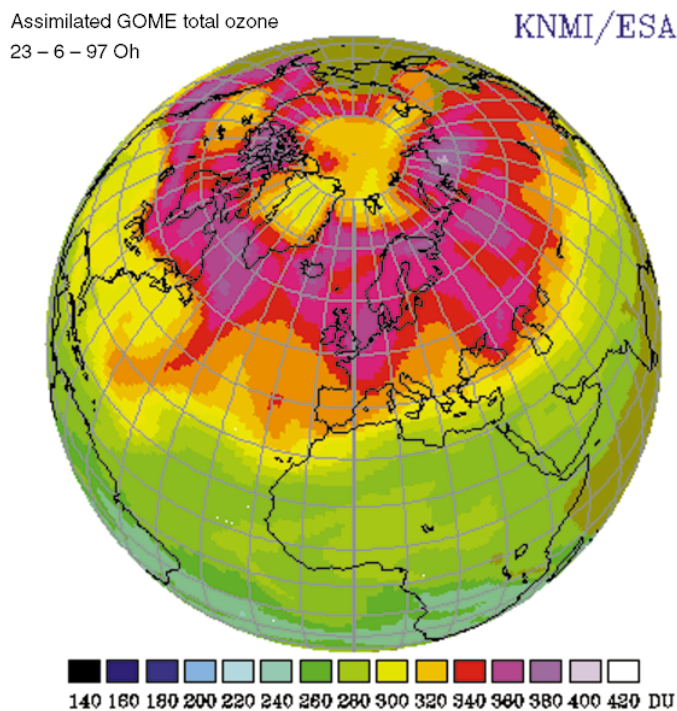 Assimilated GOME total ozone
KNMI/ESA
23 – 6 – 97 Oh
140 160 180 200 220 240 260 280 300 320 340 360 380 400 420 DU